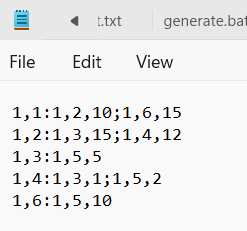 t.txt generate.bat
File Edit View
1,1:1,2,10;1,6,15
1,2:1,3,15;1,4,12
1,3:1,5,5
1,4:1,3,1;1,5,2
1,6:1,5,10